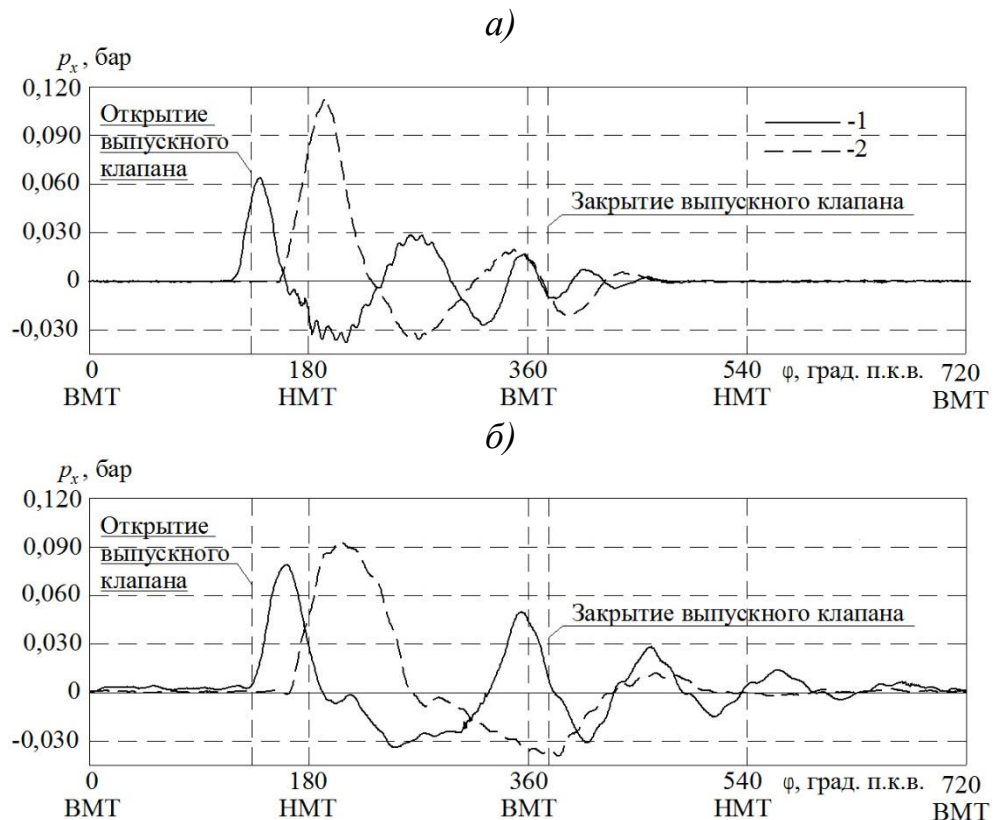 а)
pₓ, бар
0,120
0,090
0,060
0,030
0
-0,030
Открытие
выпускного
клапана
-1
-2
Закрытие выпускного клапана
0 180 360 540 φ, град. п.к.в. 720
ВМТ НМТ ВМТ НМТ ВМТ
б)
pₓ, бар
0,120
0,090
0,060
0,030
0
-0,030
Открытие
выпускного
клапана
Закрытие выпускного клапана
0 180 360 540 φ, град. п.к.в. 720
ВМТ НМТ ВМТ НМТ ВМТ